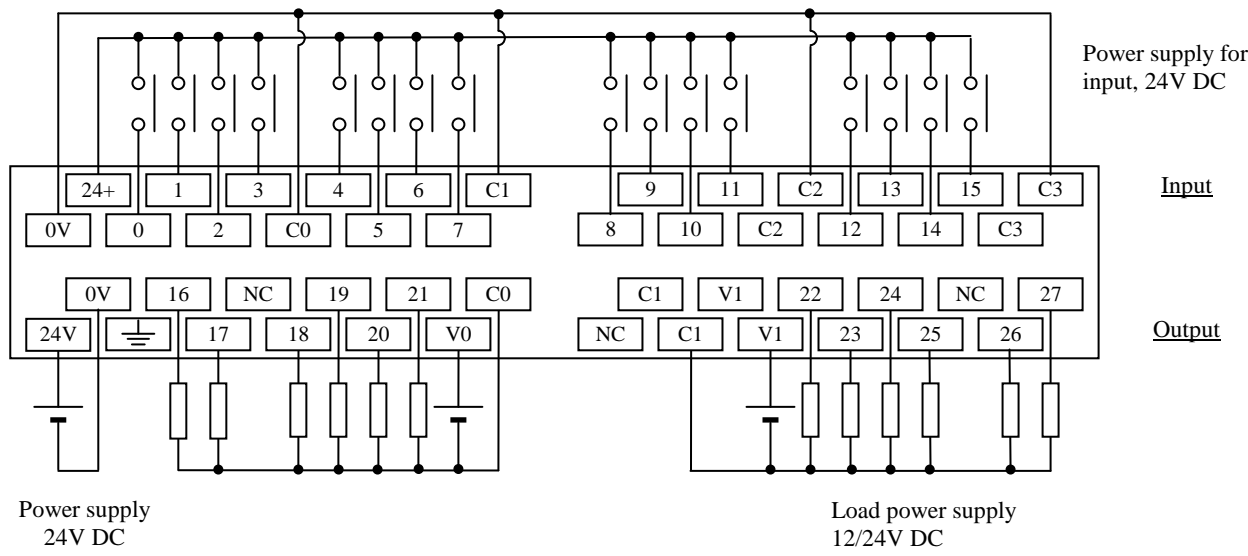 Power supply for
input, 24V DC
24+ 1 3 4 6 C1 9 11 C2 13 15 C3
Input
0V 0 2 C0 5 7 8 10 C2 12 14 C3
0V 16 NC 19 21 C0 C1 V1 22 24 NC 27
24V 17 18 20 V0 NC C1 V1 23 25 26
Output
Power supply
24V DC
Load power supply
12/24V DC